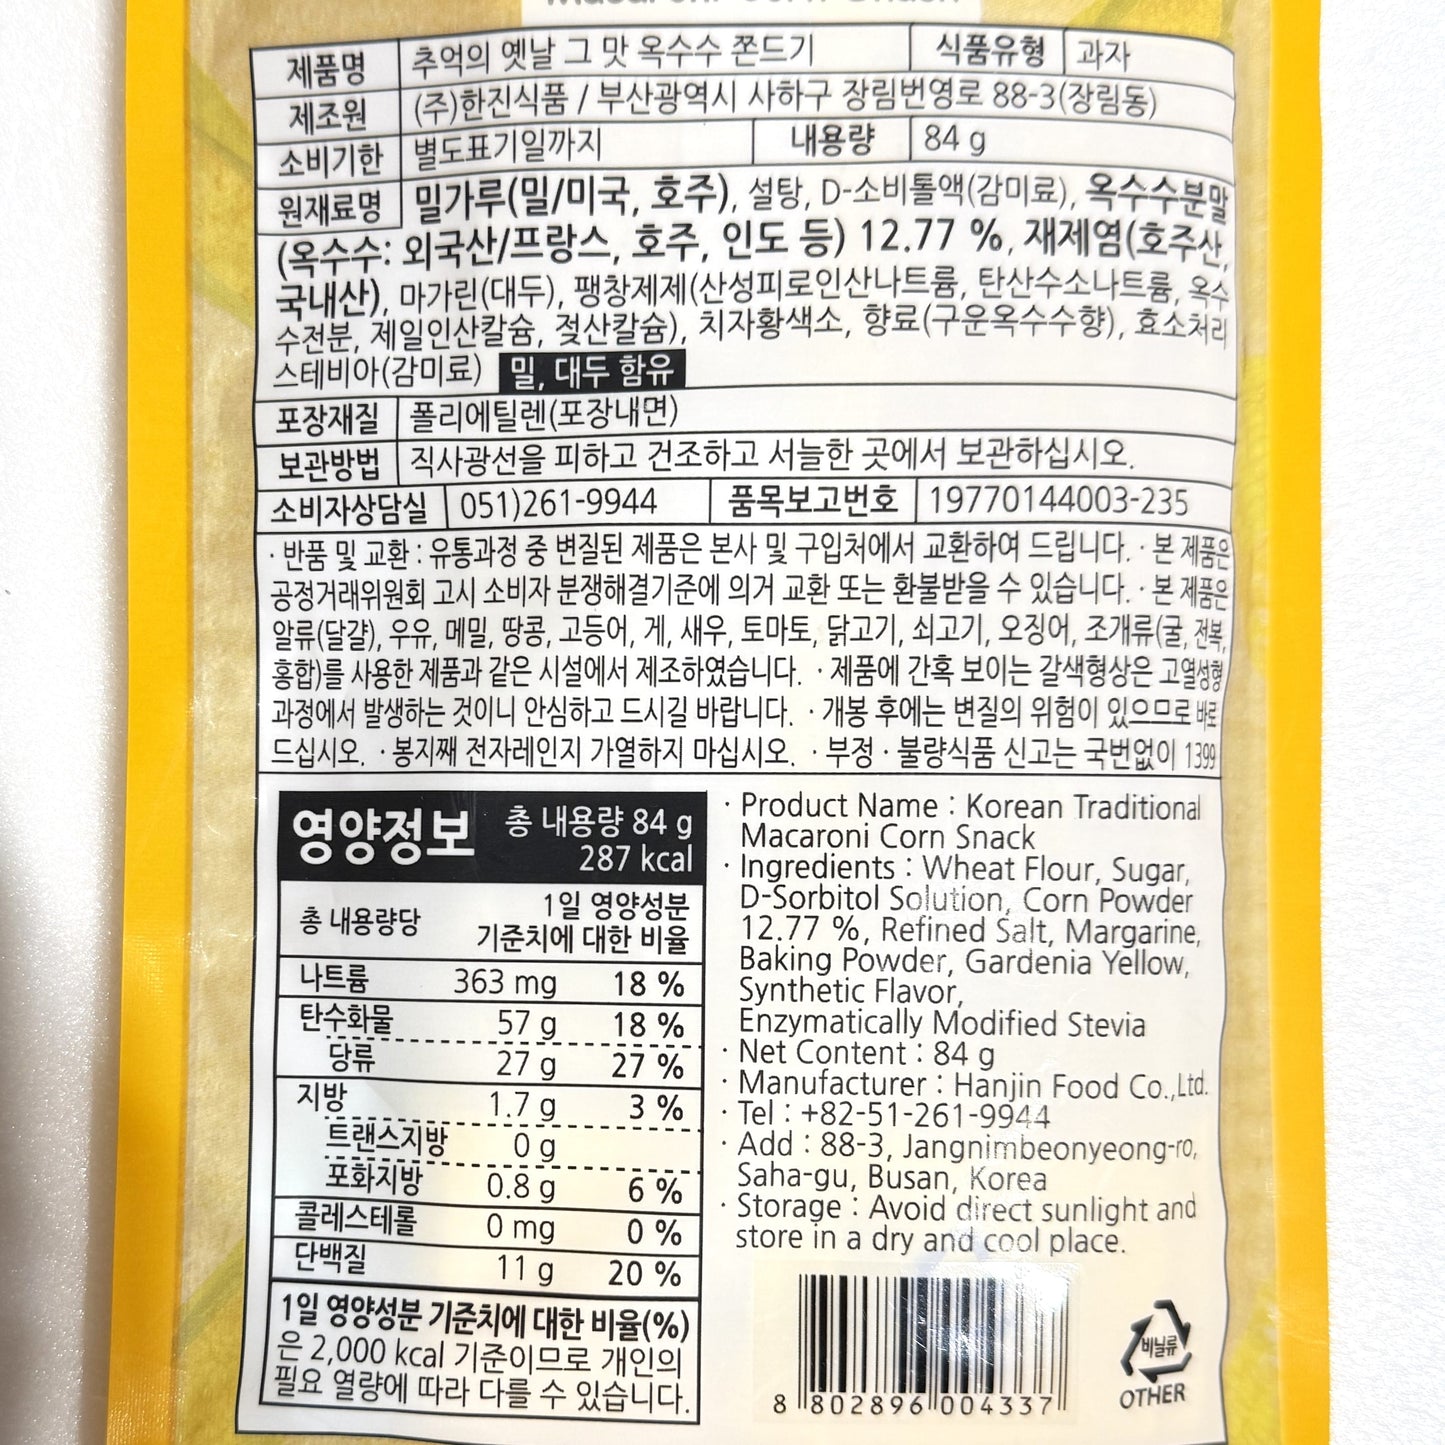 제품명 추억의 옛날 그 맛 옥수수 쫀드기 식품유형 과자
제조원 (주)한진식품 / 부산광역시 사하구 장림번영로 88-3(장림동)
소비기한 별도표기일까지 내용량 84 g
원재료명 밀가루(밀/미국, 호주), 설탕, D-소비톨액(감미료), 옥수수분말
(옥수수: 외국산/프랑스, 호주, 인도 등) 12.77 %, 재제염(호주산,
국내산), 마가린(대두), 팽창제제(산성피로인산나트륨, 탄산수소나트륨, 옥수
수전분, 제일인산칼슘, 젖산칼슘), 치자황색소, 향료(구운옥수수향), 효소처리
스테비아(감미료) 밀, 대두 함유
포장재질 폴리에틸렌(포장내면)
보관방법 직사광선을 피하고 건조하고 서늘한 곳에서 보관하십시오.
소비자상담실 051)261-9944 품목보고번호 19770144003-235
· 반품 및 교환 : 유통과정 중 변질된 제품은 본사 및 구입처에서 교환하여 드립니다. · 본 제품은
공정거래위원회 고시 소비자 분쟁해결기준에 의거 교환 또는 환불받을 수 있습니다. · 본 제품은
알류(달걀), 우유, 메밀, 땅콩, 고등어, 게, 새우, 토마토, 닭고기, 쇠고기, 오징어, 조개류(굴, 전복,
홍합)를 사용한 제품과 같은 시설에서 제조하였습니다. · 제품에 간혹 보이는 갈색형상은 고열성형
과정에서 발생하는 것이니 안심하고 드시길 바랍니다. · 개봉 후에는 변질의 위험이 있으므로 바로
드십시오. · 봉지째 전자레인지 가열하지 마십시오. · 부정 · 불량식품 신고는 국번없이 1399
영양정보 총 내용량 84 g
287 kcal
총 내용량당 1일 영양성분
기준치에 대한 비율
나트륨 363 mg 18 %
탄수화물 57 g 18 %
당류 27 g 27 %
지방 1.7 g 3 %
트랜스지방 0 g
포화지방 0.8 g 6 %
콜레스테롤 0 mg 0 %
단백질 11 g 20 %
1일 영양성분 기준치에 대한 비율(%)
은 2,000 kcal 기준이므로 개인의
필요 열량에 따라 다를 수 있습니다.
· Product Name : Korean Traditional
Macaroni Corn Snack
· Ingredients : Wheat Flour, Sugar,
D-Sorbitol Solution, Corn Powder
12.77 %, Refined Salt, Margarine,
Baking Powder, Gardenia Yellow,
Synthetic Flavor,
Enzymatically Modified Stevia
· Net Content : 84 g
· Manufacturer : Hanjin Food Co.,Ltd.
· Tel : +82-51-261-9944
· Add : 88-3, Jangnimbeonyeong-ro,
Saha-gu, Busan, Korea
· Storage : Avoid direct sunlight and
store in a dry and cool place.
8 802896 004337
비닐류
OTHER